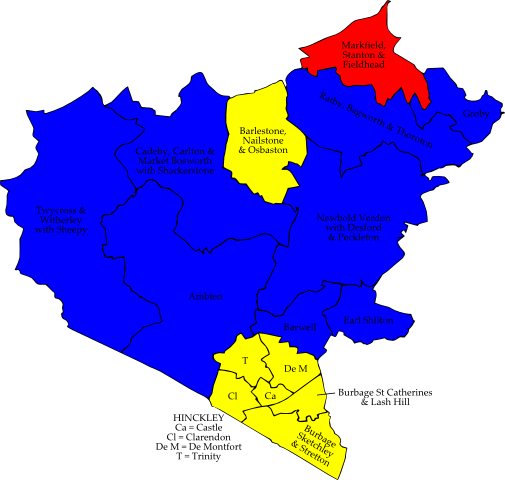 Markfield,
Stanton &
Fieldhead
Ratby, Bagworth & Thornton
Groby
Barlestone,
Nailstone
& Osbaston
Cadeby, Carlton &
Market Bosworth
with Shackerstone
Twycross &
Witherley
with Sheepy
Newbold Verdon
with Desford
& Peckleton
Ambien
Barwell
Earl Shilton
T
De M
Cl
Ca
Burbage St Catherines
& Lash Hill
Burbage
Sketchley
& Stretton
HINCKLEY
Ca = Castle
Cl = Clarendon
De M = De Montfort
T = Trinity